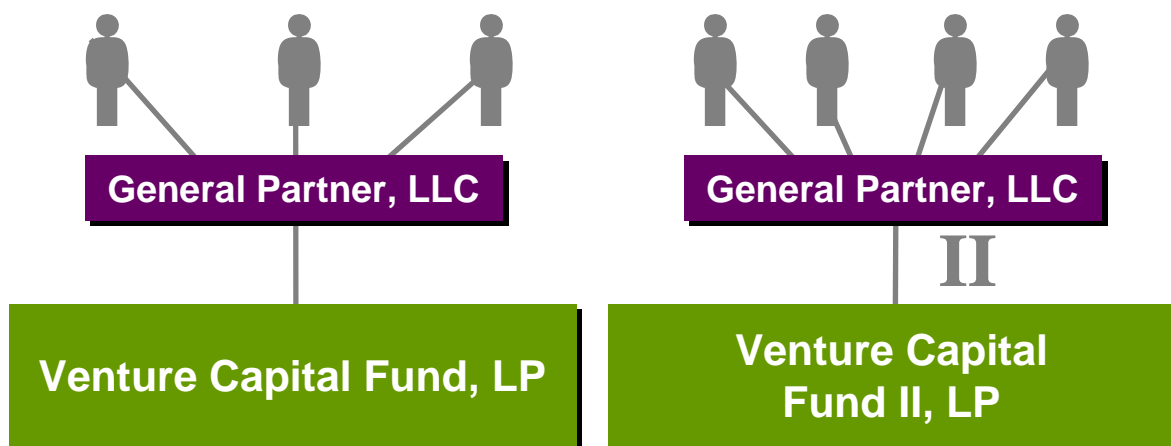 General Partner, LLC
Venture Capital Fund, LP
General Partner, LLC
II
Venture Capital
Fund II, LP